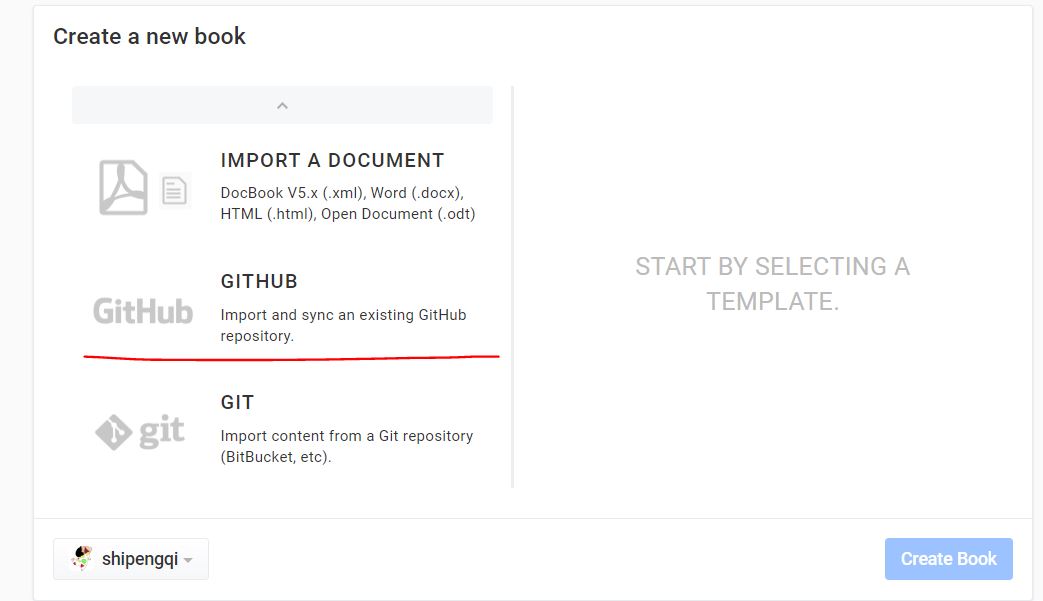 Create a new book
IMPORT A DOCUMENT
DocBook V5.x (.xml), Word (.docx),
HTML (.html), Open Document (.odt)
GITHUB
GitHub
Import and sync an existing GitHub
repository.
GIT
git
Import content from a Git repository
(BitBucket, etc).
START BY SELECTING A
TEMPLATE.
shipengqi
Create Book